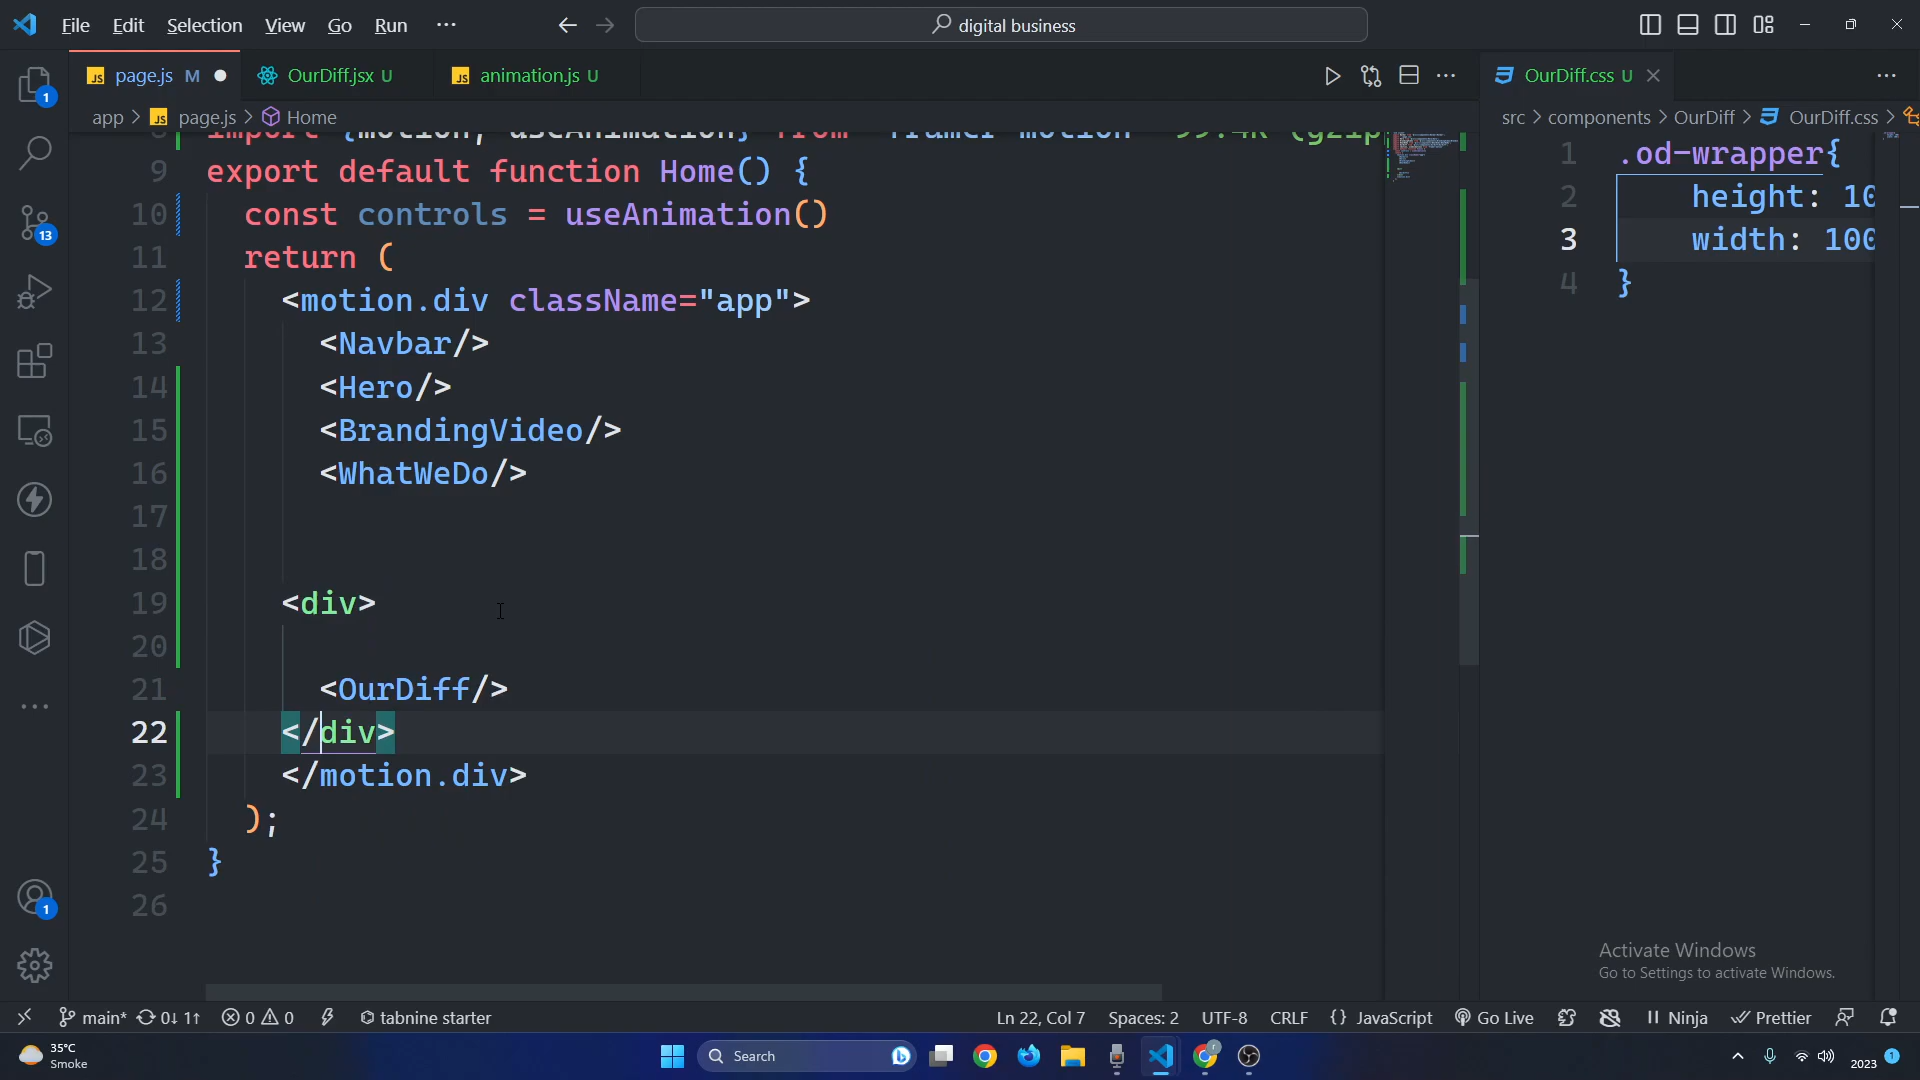 File Edit Selection View Go Run ···
digital business
page.js M
OurDiff.jsx U
animation.js U
OurDiff.css U
app > page.js > Home
src > components > OurDiff > OurDiff.css >
9 export default function Home() {
10 const controls = useAnimation()
11 return (
12 <motion.div className="app">
13 <Navbar/>
14 <Hero/>
15 <BrandingVideo/>
16 <WhatWeDo/>
17
18
19 <div>
20
21 <OurDiff/>
22 </div>
23 </motion.div>
24 );
25 }
26
1 .od-wrapper{
2 height: 10
3 width: 100
4 }
1
13
1
Activate Windows
Go to Settings to activate Windows.
main* 0↓ 1↑ 0 0 tabnine starter
Ln 22, Col 7 Spaces: 2 UTF-8 CRLF {} JavaScript Go Live Ninja Prettier
35°C
Smoke
Search
2023
1